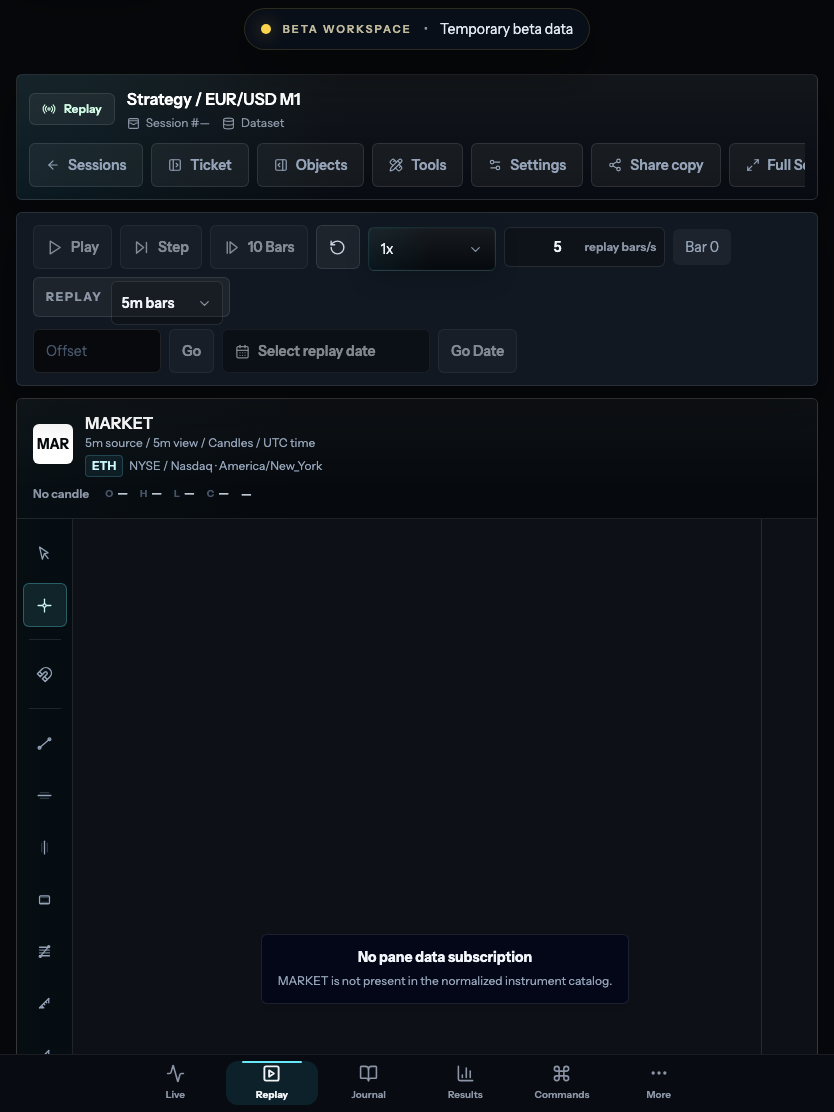 BETA WORKSPACE • Temporary beta data
Replay
Strategy / EUR/USD M1
Session #— Dataset
Sessions Ticket Objects Tools Settings Share copy Full Sc
Play Step 10 Bars 1x 5 replay bars/s Bar 0
REPLAY 5m bars
Offset Go Select replay date Go Date
MAR
MARKET
5m source / 5m view / Candles / UTC time
ETH NYSE / Nasdaq · America/New_York
No candle O — H — L — C — —
No pane data subscription
MARKET is not present in the normalized instrument catalog.
Live Replay Journal Results Commands More